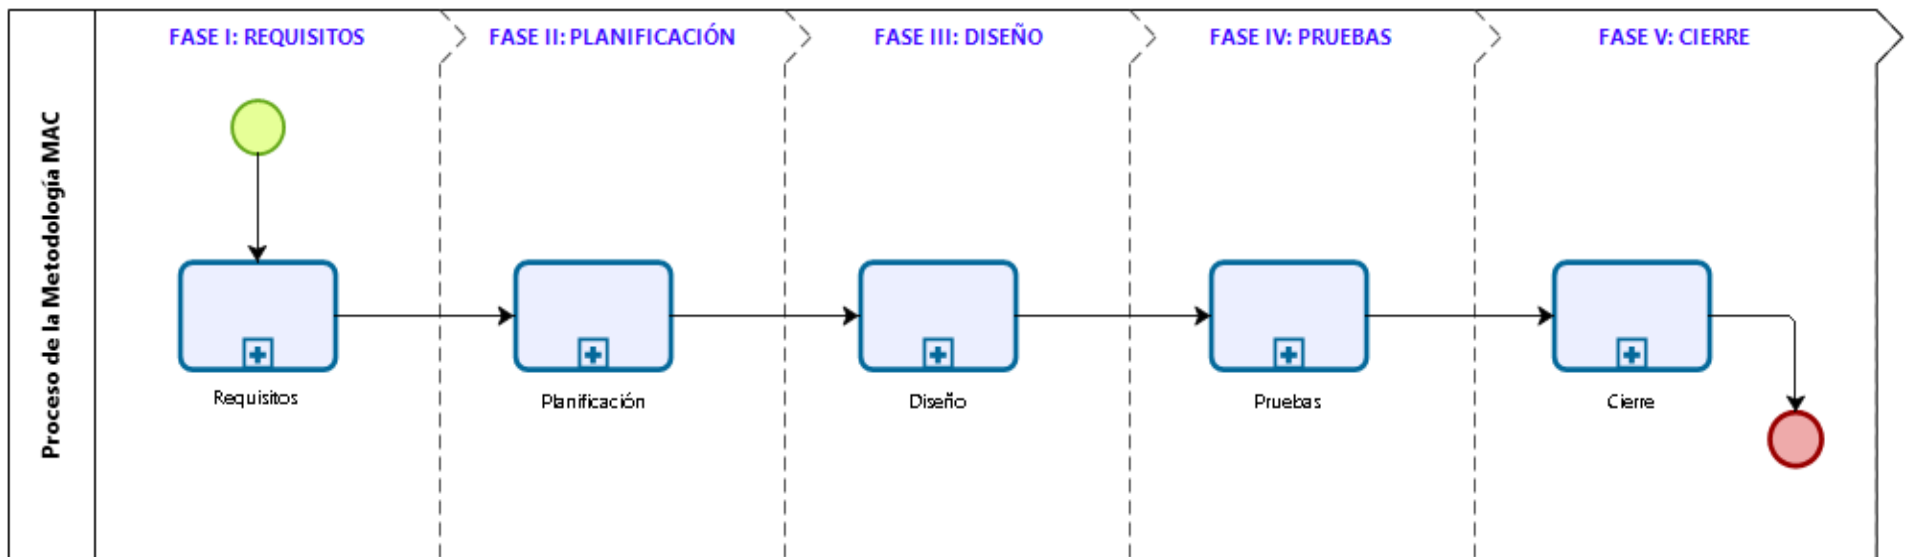 FASE I: REQUISITOS
FASE II: PLANIFICACIÓN
FASE III: DISEÑO
FASE IV: PRUEBAS
FASE V: CIERRE
Proceso de la Metodología MAC
Requisitos
Planificación
Diseño
Pruebas
Cierre